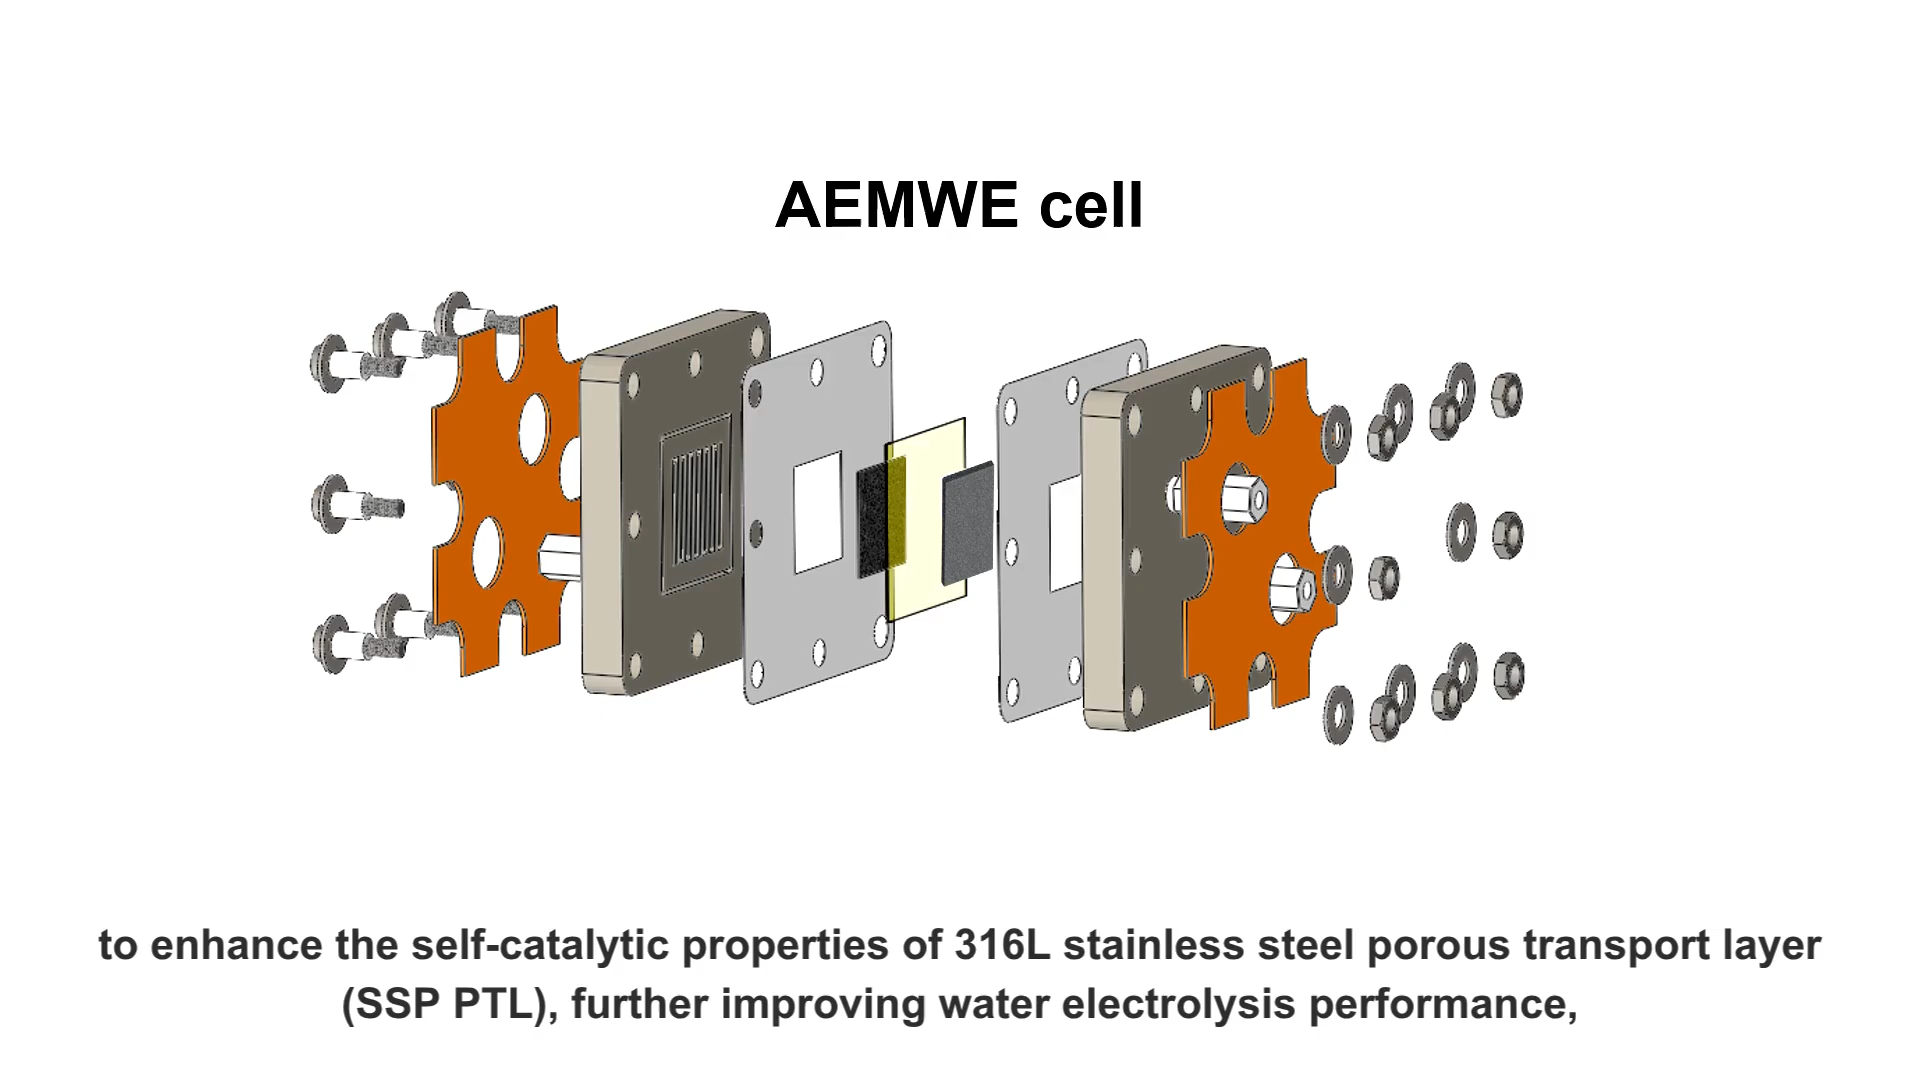 AEMWE cell
to enhance the self-catalytic properties of 316L stainless steel porous transport layer
(SSP PTL), further improving water electrolysis performance,